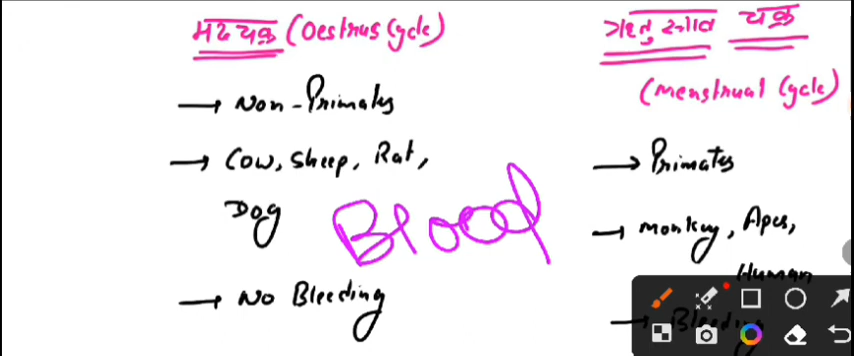 मद चक्र (Oestrus Cycle)
→ Non-Primates
→ Cow, Sheep, Rat,
Dog
→ No Bleeding
Blood
ऋतु स्त्राव चक्र
(Menstrual Cycle)
→ Primates
→ Monkey, Apes,
Human
→ Bleeding